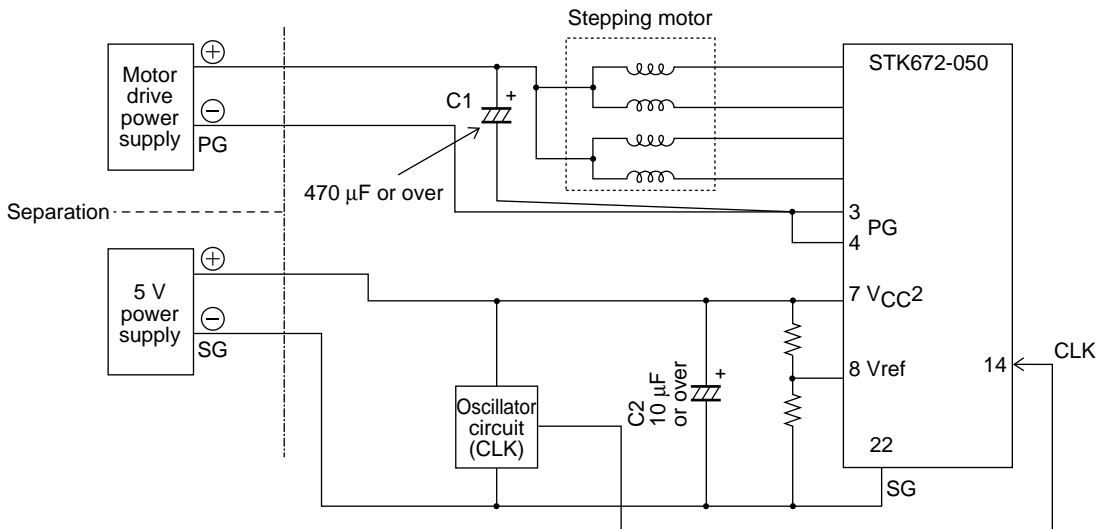 Stepping motor
STK672-050
⊕
Motor
drive
power
supply
⊖
PG
C1
+
470 µF or over
3
PG
4
Separation
⊕
5 V
power
supply
⊖
SG
7 VCC2
8 Vref
14
CLK
Oscillator
circuit
(CLK)
C2
10 µF
or over
+
22
SG